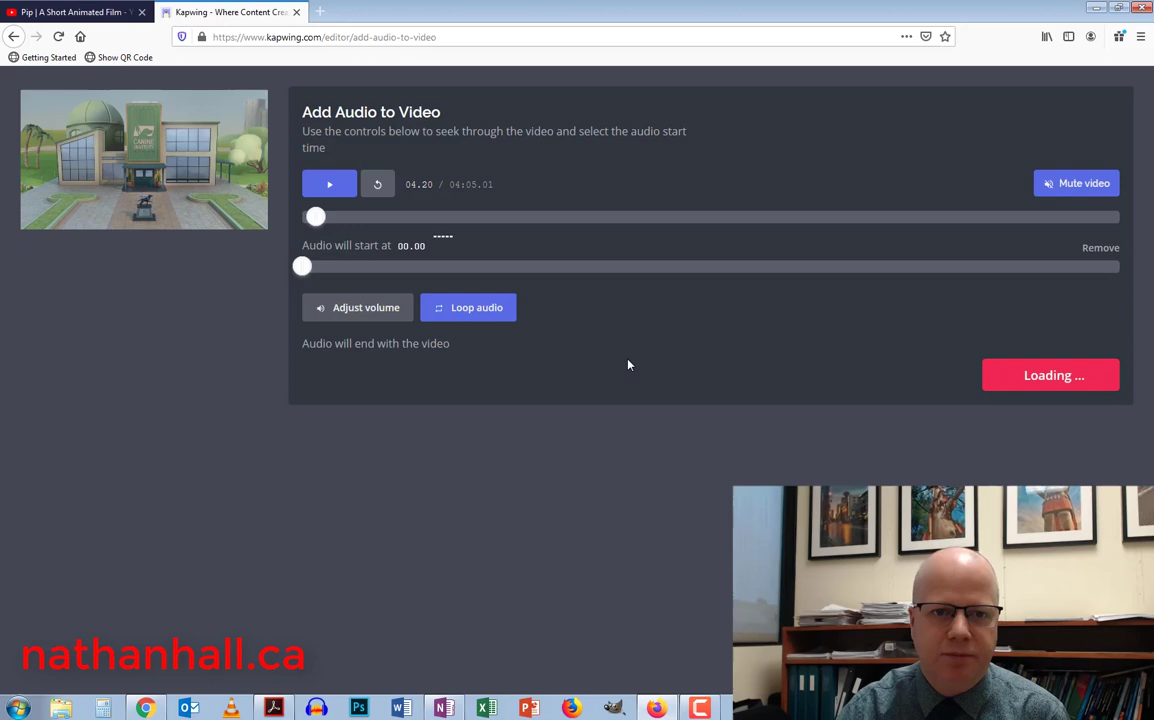 Pip | A Short Animated Film - Y
Kapwing - Where Content Crea
https://www.kapwing.com/editor/add-audio-to-video
Getting Started
Show QR Code
CANINE
UNIVERSITY
Add Audio to Video
Use the controls below to seek through the video and select the audio start
time
04.20 / 04:05.01
Mute video
Audio will start at 00.00 -----
Remove
Adjust volume
Loop audio
Audio will end with the video
Loading ...
nathanhall.ca